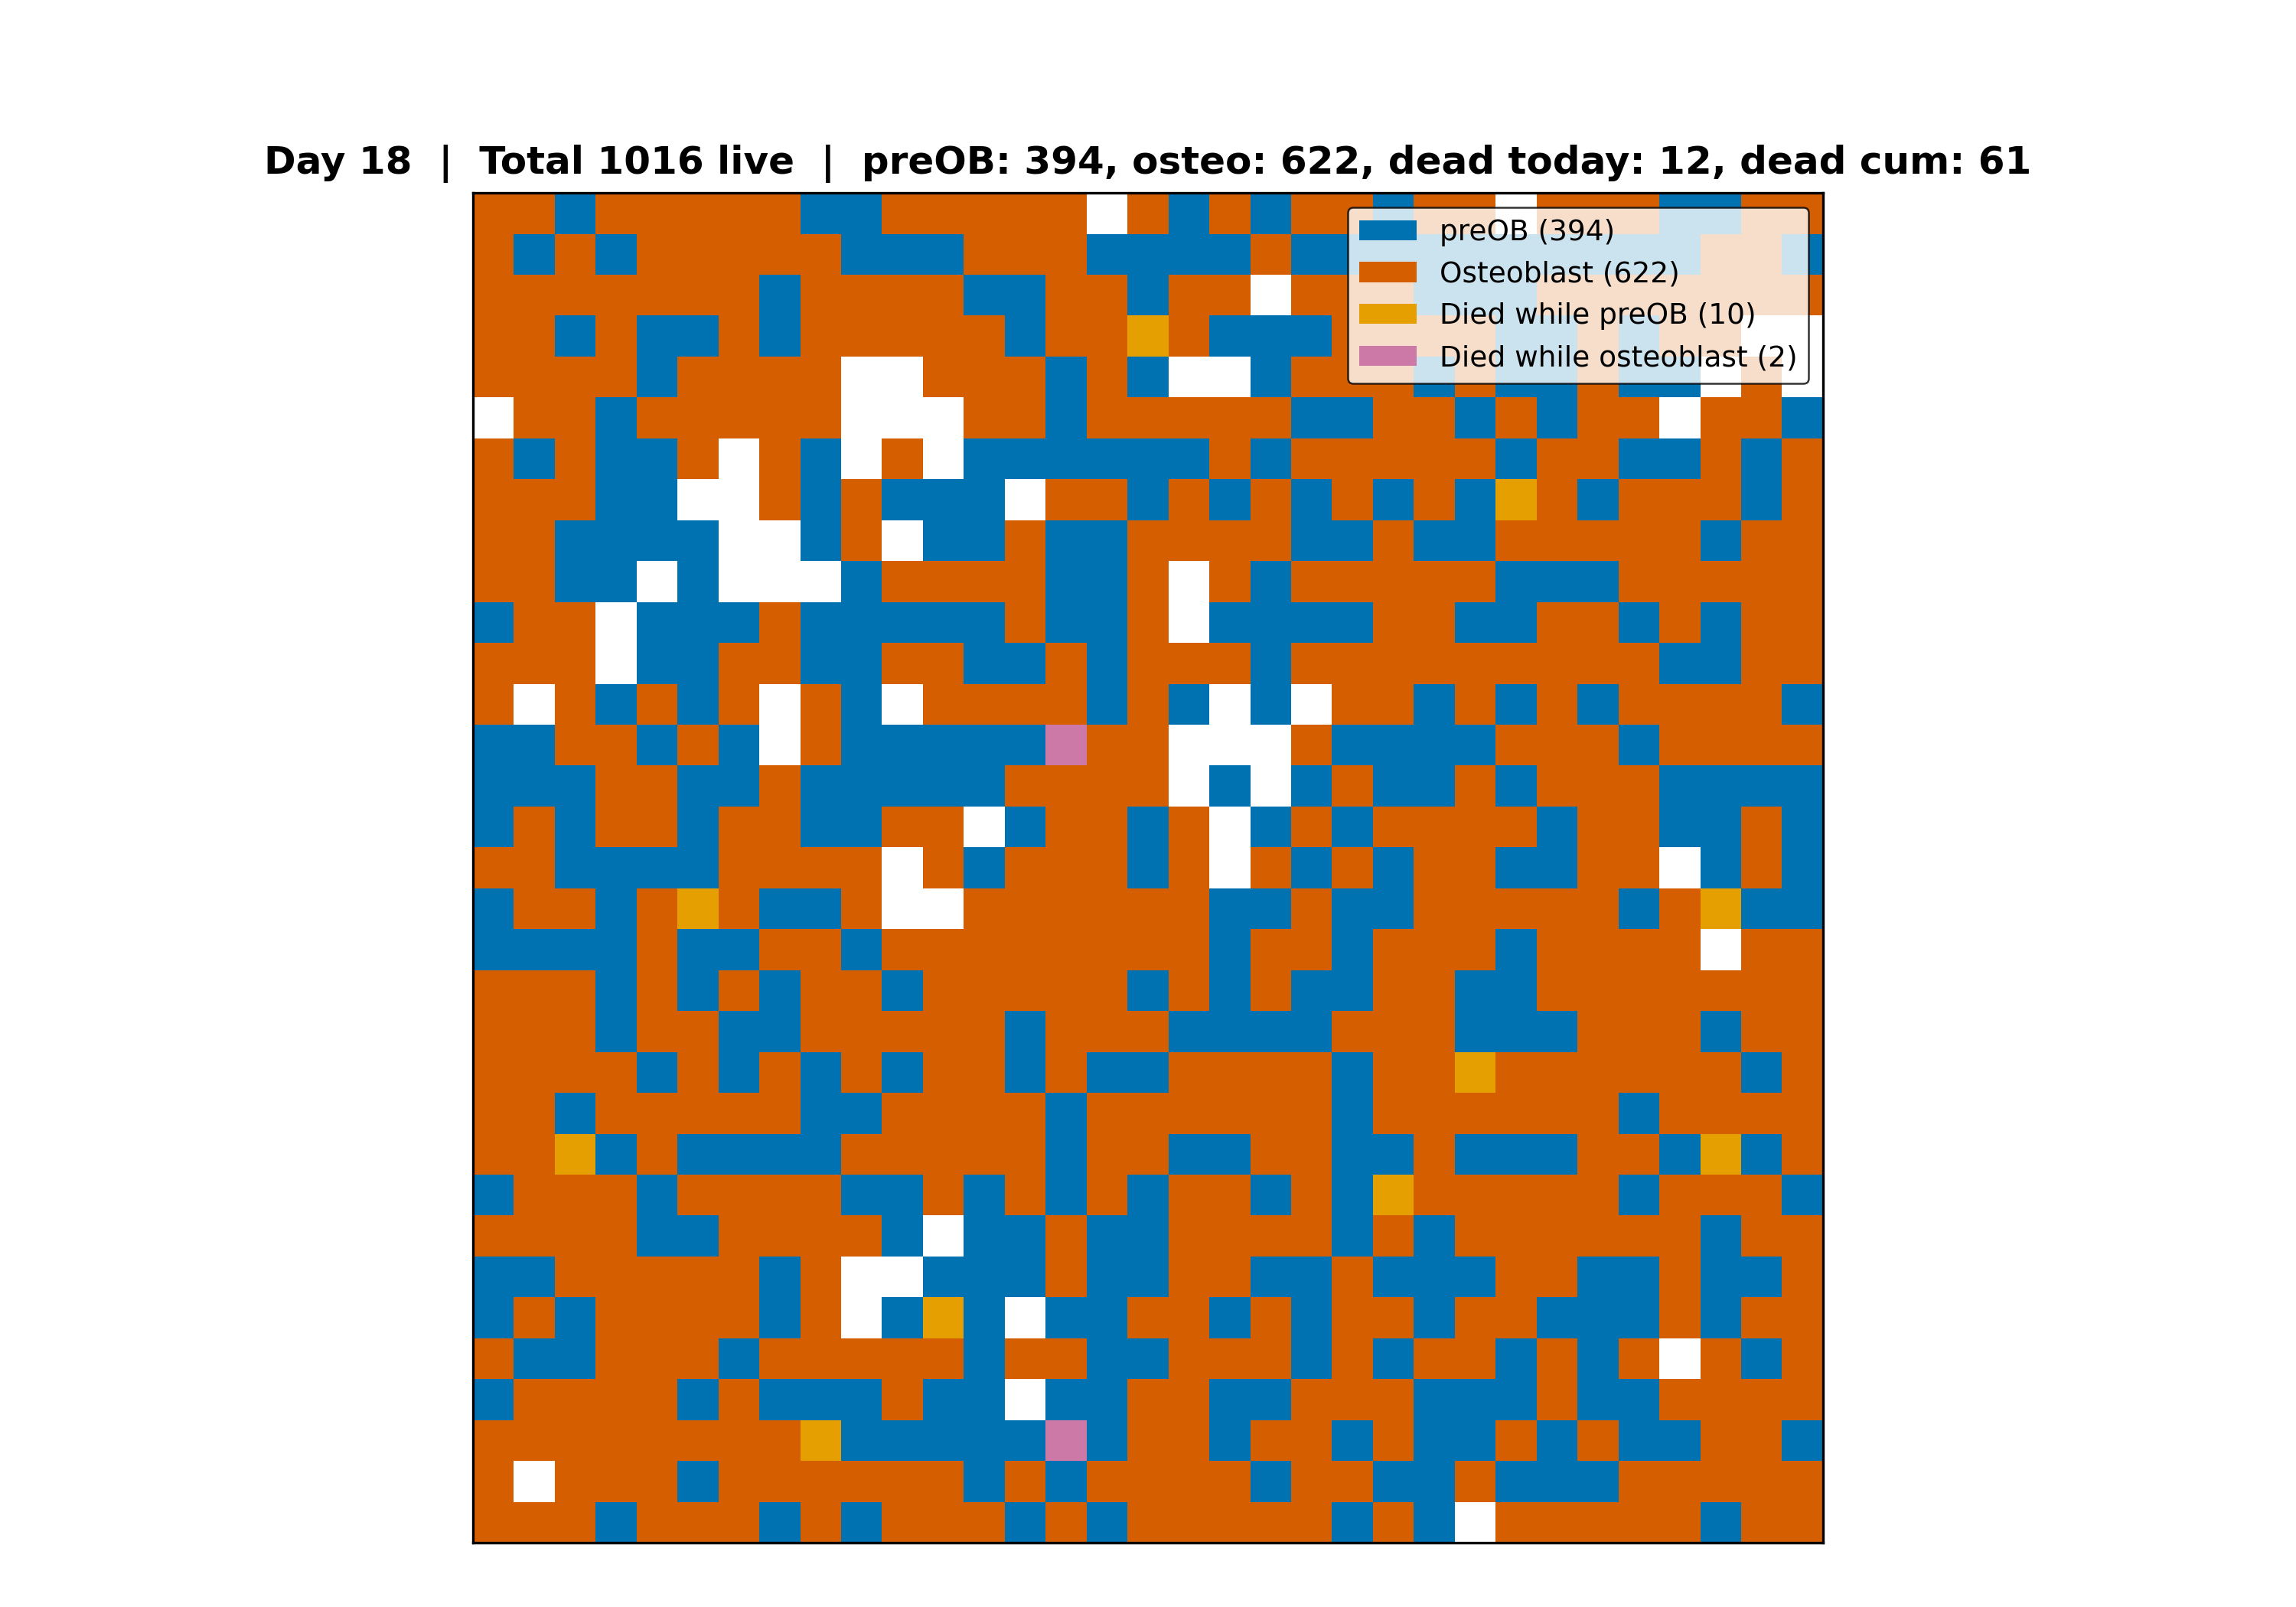 Day 18 | Total 1016 live | preOB: 394, osteo: 622, dead today: 12, dead cum: 61
preOB (394)
Osteoblast (622)
Died while preOB (10)
Died while osteoblast (2)